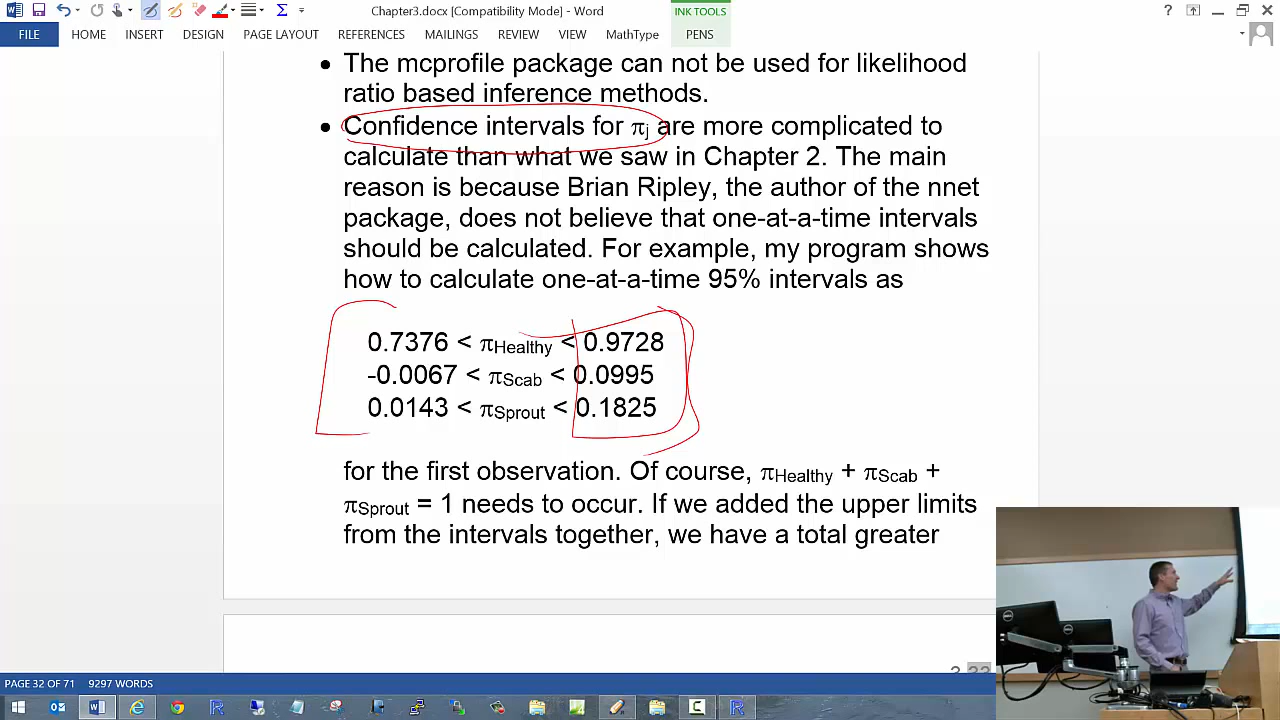 Chapter3.docx [Compatibility Mode] - Word
INK TOOLS
FILE HOME INSERT DESIGN PAGE LAYOUT REFERENCES MAILINGS REVIEW VIEW MathType PENS
• The mcprofile package can not be used for likelihood
ratio based inference methods.
• Confidence intervals for πj are more complicated to
calculate than what we saw in Chapter 2. The main
reason is because Brian Ripley, the author of the nnet
package, does not believe that one-at-a-time intervals
should be calculated. For example, my program shows
how to calculate one-at-a-time 95% intervals as
0.7376 < πHealthy < 0.9728
-0.0067 < πScab < 0.0995
0.0143 < πSprout < 0.1825
for the first observation. Of course, πHealthy + πScab +
πSprout = 1 needs to occur. If we added the upper limits
from the intervals together, we have a total greater
PAGE 32 OF 71 9297 WORDS